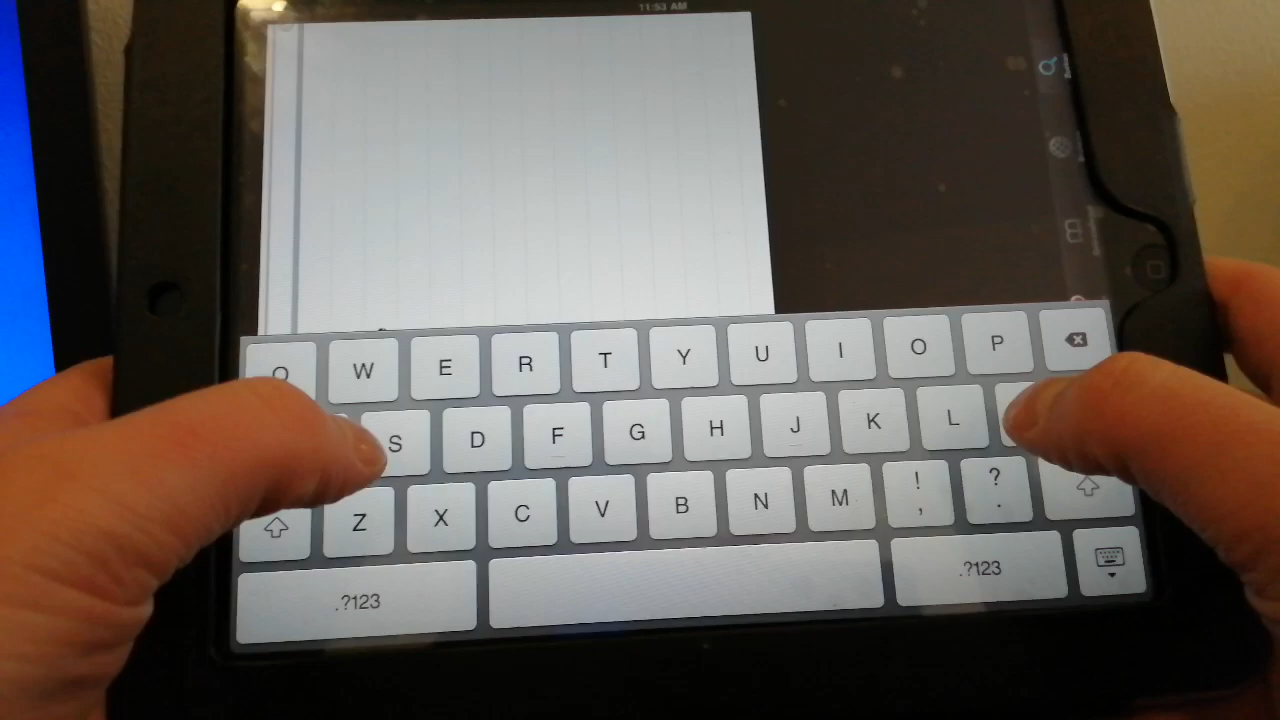 11:53 AM
Q W E R T Y U I O P
S D F G H J K L
Z X C V B N M ! , ? .
.?123 .?123